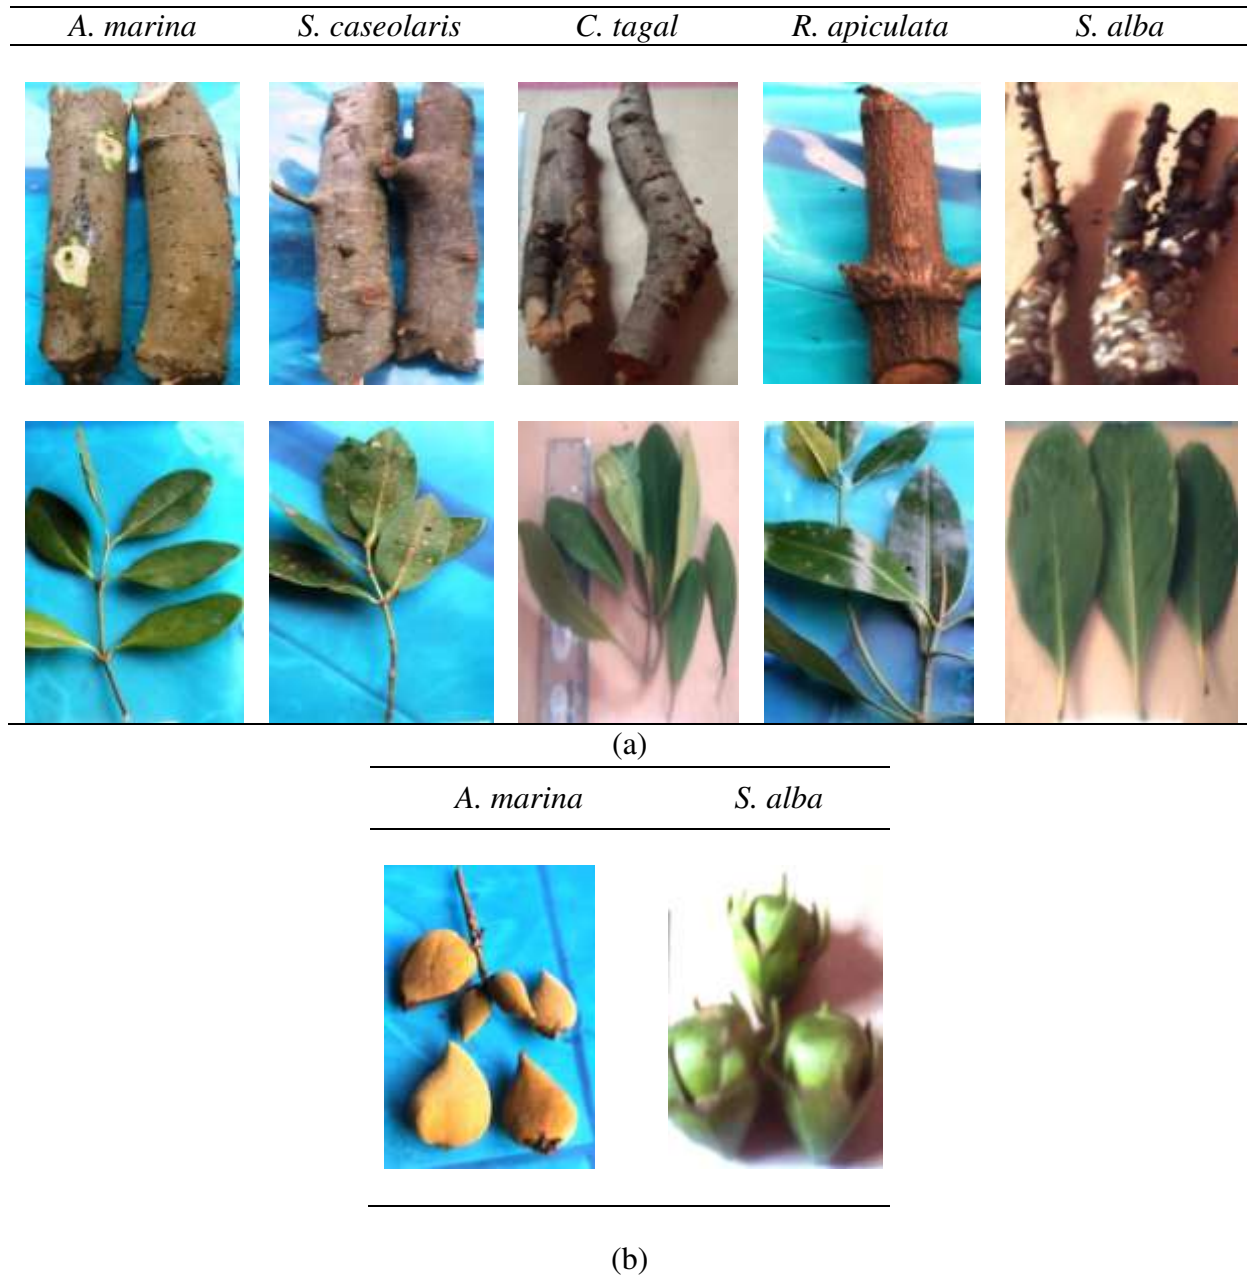 A. marina S. caseolaris C. tagal R. apiculata S. alba
(a)
A. marina S. alba
(b)